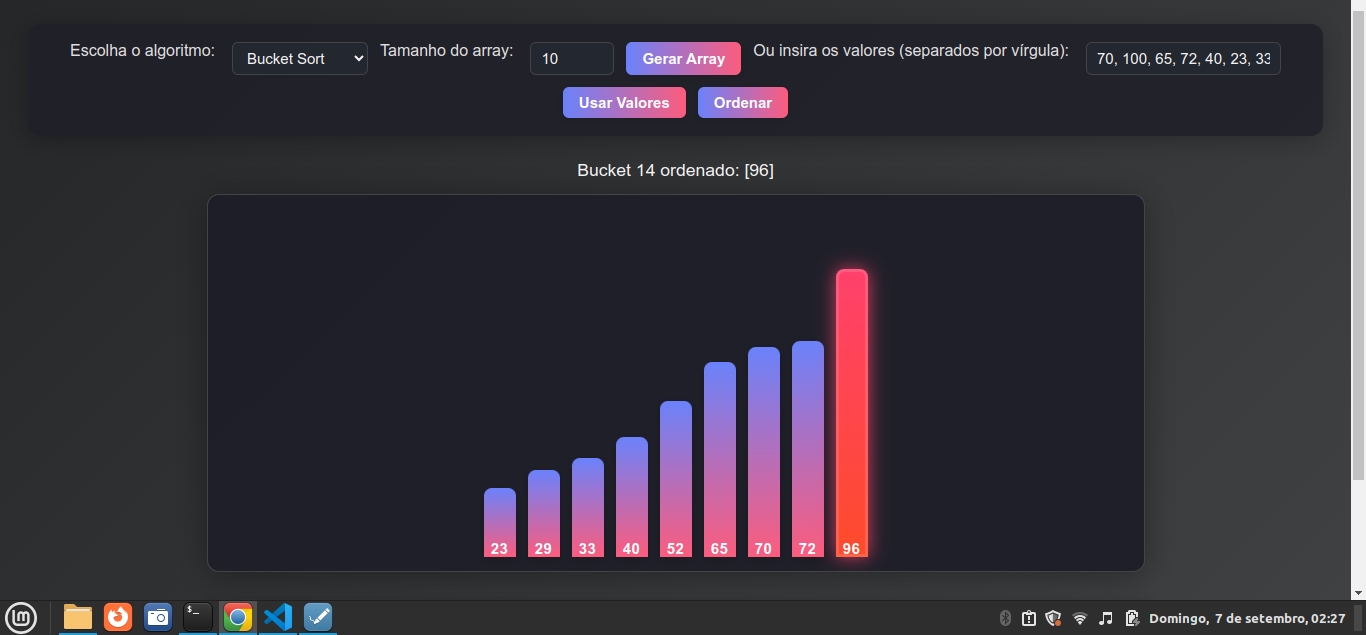 Escolha o algoritmo: Bucket Sort Tamanho do array: 10 Gerar Array Ou insira os valores (separados por vírgula): 70, 100, 65, 72, 40, 23, 33
Usar Valores Ordenar
Bucket 14 ordenado: [96]
23 29 33 40 52 65 70 72 96
$_ Domingo, 7 de setembro, 02:27